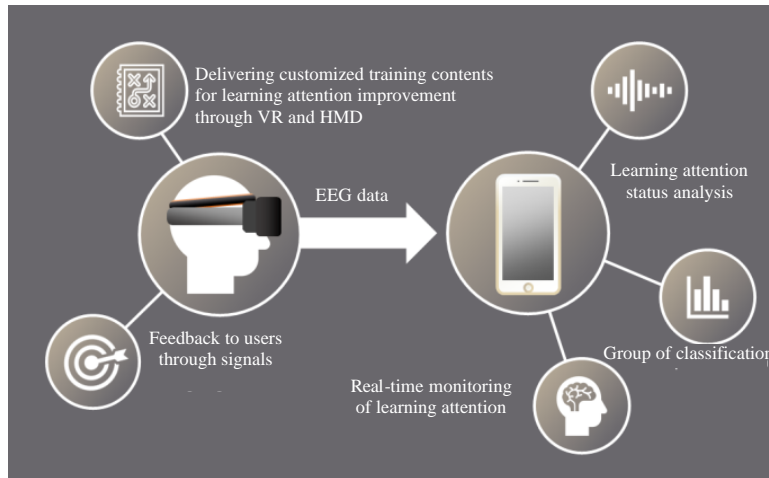 Delivering customized training contents
for learning attention improvement
through VR and HMD
EEG data
Learning attention
status analysis
Feedback to users
through signals
Group of classification
Real-time monitoring
of learning attention